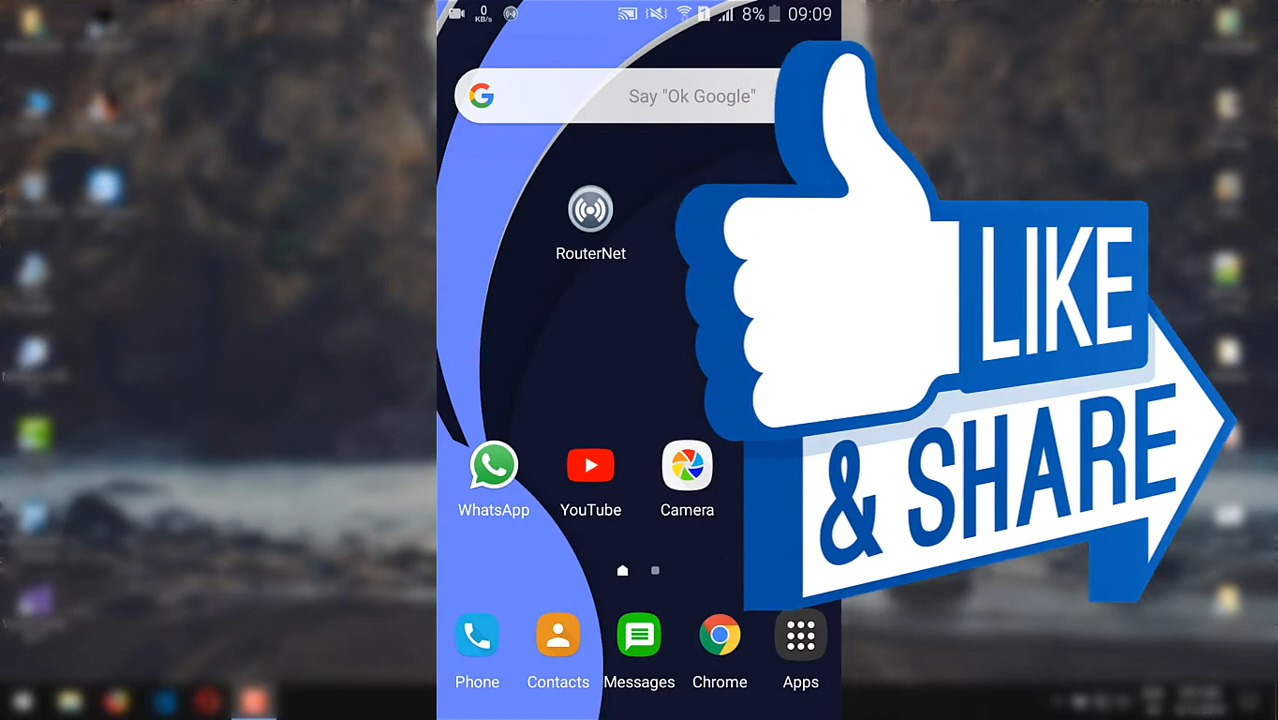 0
KB/s
1
8%
09:09
Say "Ok Google"
RouterNet
LIKE
& SHARE
WhatsApp
YouTube
Camera
Phone
Contacts
Messages
Chrome
Apps